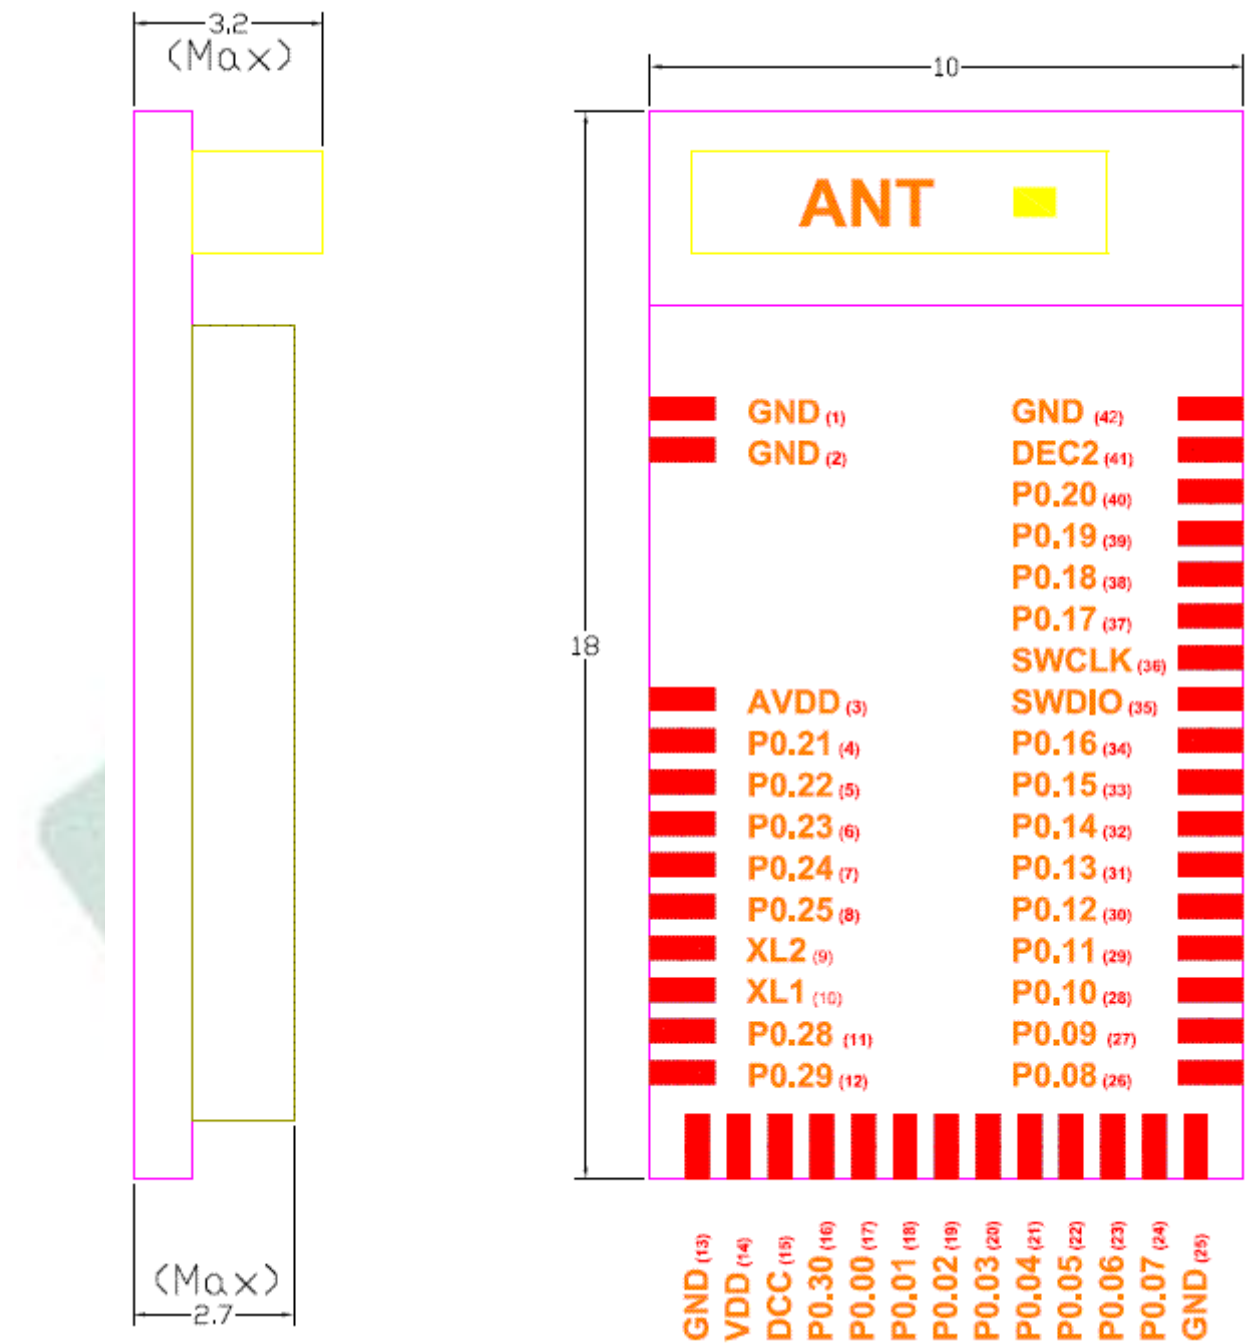 3.2
(Max)
10
ANT
18
GND (1)
GND (2)
AVDD (3)
P0.21 (4)
P0.22 (5)
P0.23 (6)
P0.24 (7)
P0.25 (8)
XL2 (9)
XL1 (10)
P0.28 (11)
P0.29 (12)
GND (42)
DEC2 (41)
P0.20 (40)
P0.19 (39)
P0.18 (38)
P0.17 (37)
SWCLK (36)
SWDIO (35)
P0.16 (34)
P0.15 (33)
P0.14 (32)
P0.13 (31)
P0.12 (30)
P0.11 (29)
P0.10 (28)
P0.09 (27)
P0.08 (26)
GND (13)
VDD (14)
DCC (15)
P0.30 (16)
P0.00 (17)
P0.01 (18)
P0.02 (19)
P0.03 (20)
P0.04 (21)
P0.05 (22)
P0.06 (23)
P0.07 (24)
GND (25)
(Max)
2.7